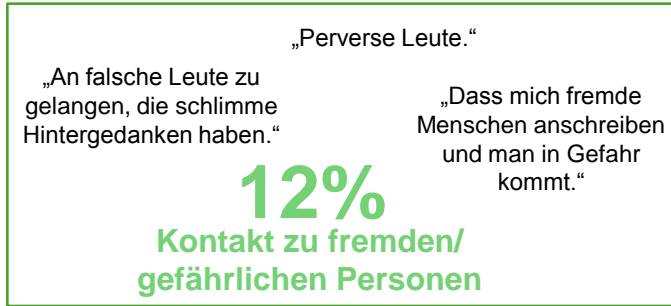 „Perverse Leute.“
„An falsche Leute zu
gelangen, die schlimme
Hintergedanken haben.“
„Dass mich fremde
Menschen anschreiben
und man in Gefahr
kommt.“
12%
Kontakt zu fremden/
gefährlichen Personen